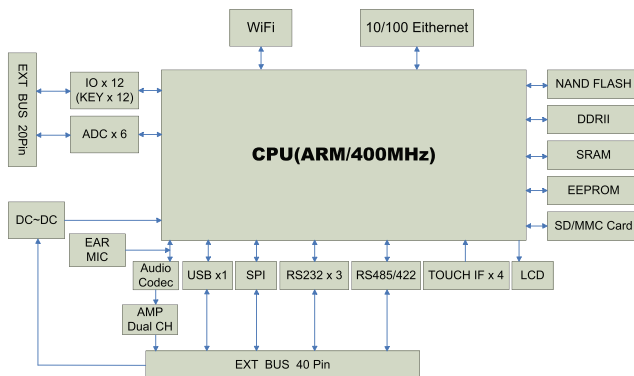 WiFi
10/100 Eithernet
EXT BUS 20Pin
IO x 12
(KEY x 12)
ADC x 6
CPU(ARM/400MHz)
NAND FLASH
DDRII
SRAM
EEPROM
SD/MMC Card
DC~DC
EAR
MIC
Audio
Codec
USB x1
SPI
RS232 x 3
RS485/422
TOUCH IF x 4
LCD
AMP
Dual CH
EXT BUS 40 Pin